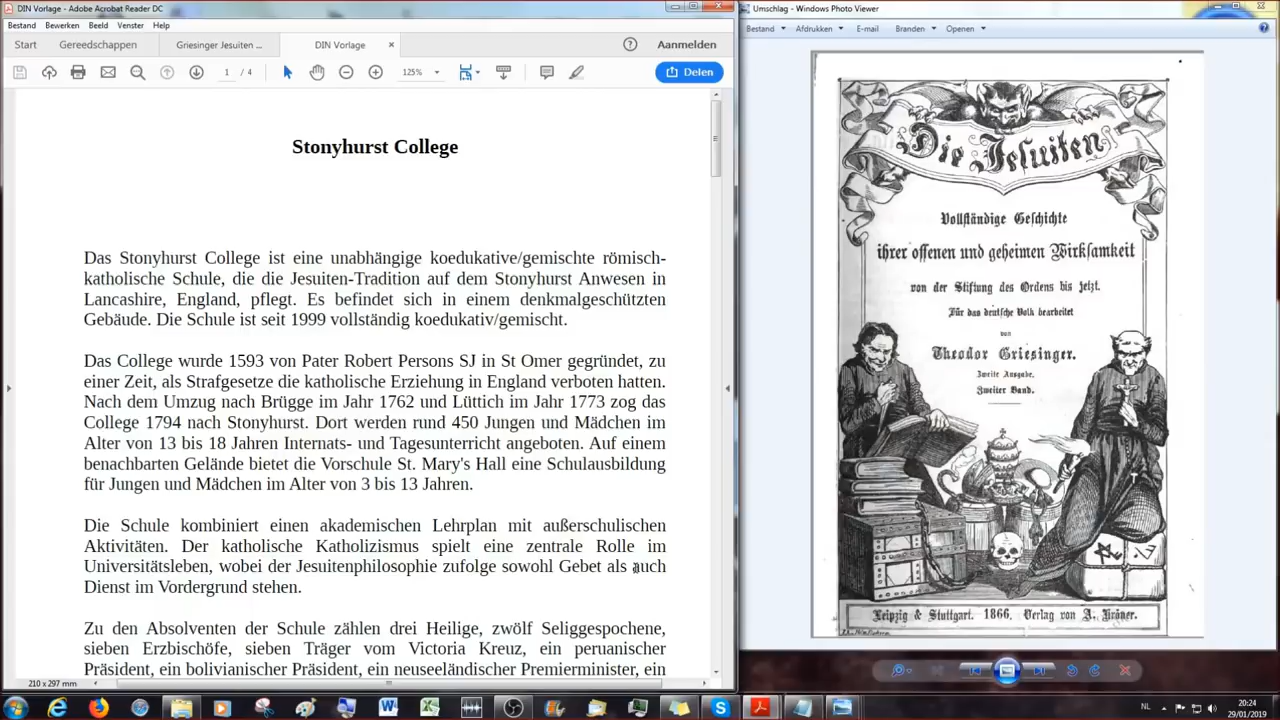 DIN Vorlage - Adobe Acrobat Reader DC
Bestand Bewerken Beeld Venster Help
Start Gereedschappen Griesinger Jesuiten ... DIN Vorlage × Aanmelden
1 / 4 125% Delen
Stonyhurst College
Das Stonyhurst College ist eine unabhängige koedukative/gemischte römisch-
katholische Schule, die die Jesuiten-Tradition auf dem Stonyhurst Anwesen in
Lancashire, England, pflegt. Es befindet sich in einem denkmalgeschützten
Gebäude. Die Schule ist seit 1999 vollständig koedukativ/gemischt.
Das College wurde 1593 von Pater Robert Persons SJ in St Omer gegründet, zu
einer Zeit, als Strafgesetze die katholische Erziehung in England verboten hatten.
Nach dem Umzug nach Brügge in Jahr 1762 und Lüttich im Jahr 1773 zog das
College 1794 nach Stonyhurst. Dort werden rund 450 Jungen und Mädchen im
Alter von 13 bis 18 Jahren Internats- und Tagesunterricht angeboten. Auf einem
benachbarten Gelände bietet die Vorschule St. Mary's Hall eine Schulausbildung
für Jungen und Mädchen im Alter von 3 bis 13 Jahren.
Die Schule kombiniert einen akademischen Lehrplan mit außerschulischen
Aktivitäten. Der katholische Katholizismus spielt eine zentrale Rolle im
Universitätsleben, wobei der Jesuitenphilosophie zufolge sowohl Gebet als auch
Dienst im Vordergrund stehen.
Zu den Absolventen der Schule zählen drei Heilige, zwölf Seliggespochene,
sieben Erzbischöfe, sieben Träger vom Victoria Kreuz, ein peruanischer
Präsident, ein bolivianischer Präsident, ein neuseeländischer Premierminister, ein
210 x 297 mm
Umschlag - Windows Photo Viewer
Bestand Afdrukken E-mail Branden Openen
Die Jesuiten
Vollständige Geschichte
ihrer offenen und geheimen Wirksamkeit
von der Stiftung des Ordens bis jetzt.
Für das deutsche Volk bearbeitet
von
Theodor Griesinger.
Zweite Ausgabe.
Zweiter Band.
Leipzig & Stuttgart. 1866. Verlag von A. Kröner.
NL 20:24
29/01/2019